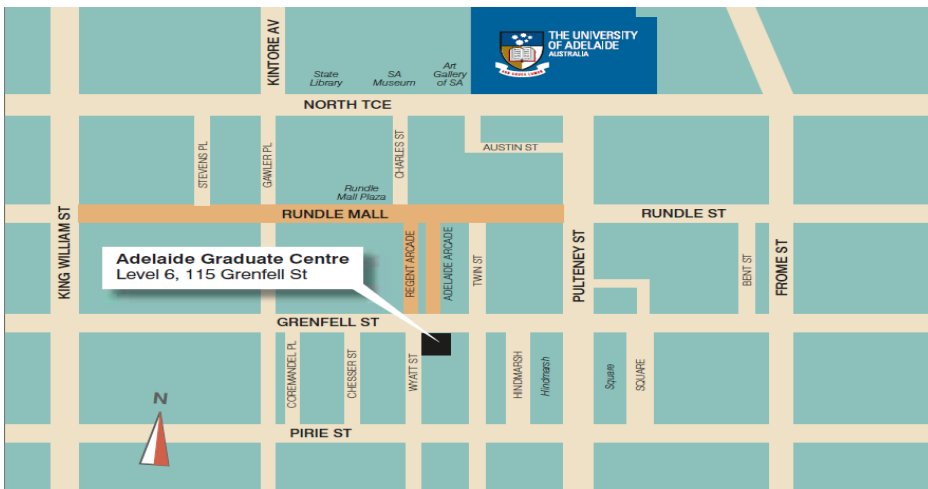 KINTORE AV
State
Library
SA
Museum
Art
Gallery
of SA
THE UNIVERSITY
OF ADELAIDE
AUSTRALIA
NORTH TCE
STEVENS PL
GAWLER PL
CHARLES ST
AUSTIN ST
Rundle
Mall Plaza
KING WILLIAM ST
RUNDLE MALL
RUNDLE ST
Adelaide Graduate Centre
Level 6, 115 Grenfell St
REGENT ARCADE
ADELAIDE ARCADE
TWIN ST
PULTENEY ST
BENT ST
FROME ST
GRENFELL ST
COREMANDEL PL
CHESSER ST
WYATT ST
HINDMARSH
Hindmarsh
Square
SQUARE
N
PIRIE ST